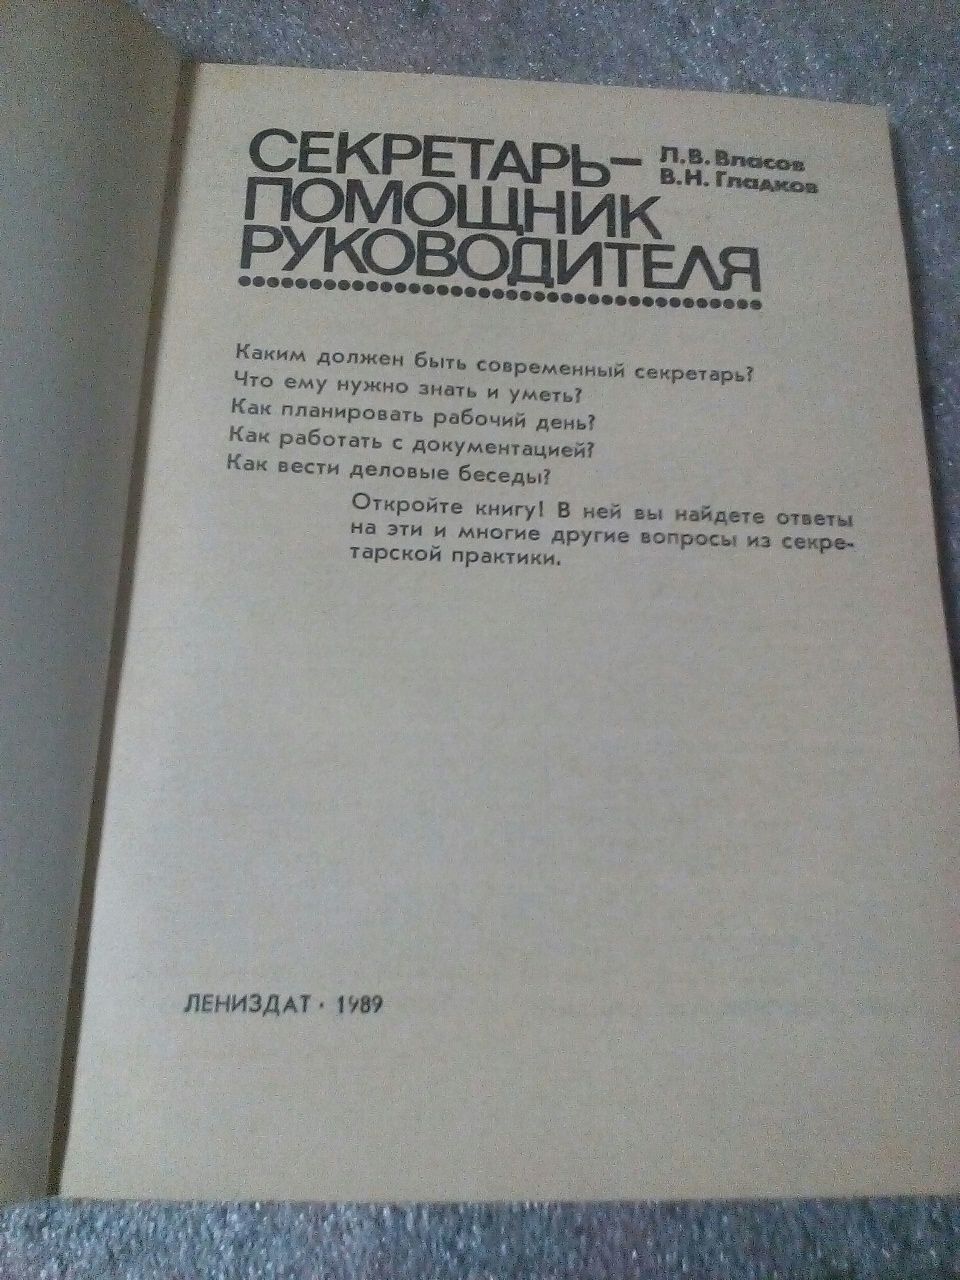 СЕКРЕТАРЬ–
ПОМОЩНИК
РУКОВОДИТЕЛЯ
Л.В.Власов
В.Н.Гладков
Каким должен быть современный секретарь?
Что ему нужно знать и уметь?
Как планировать рабочий день?
Как работать с документацией?
Как вести деловые беседы?
Откройте книгу! В ней вы найдете ответы
на эти и многие другие вопросы из секре-
тарской практики.
ЛЕНИЗДАТ · 1989